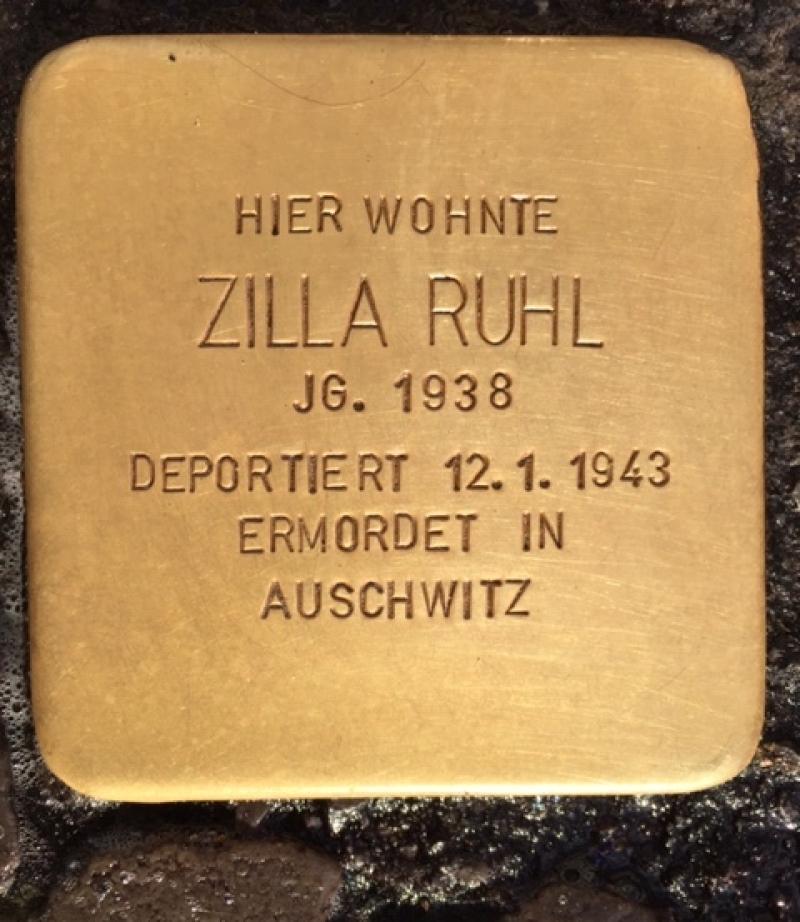 HIER WOHNTE
ZILLA RUHL
JG. 1938
DEPORTIERT 12.1.1943
ERMORDET IN
AUSCHWITZ